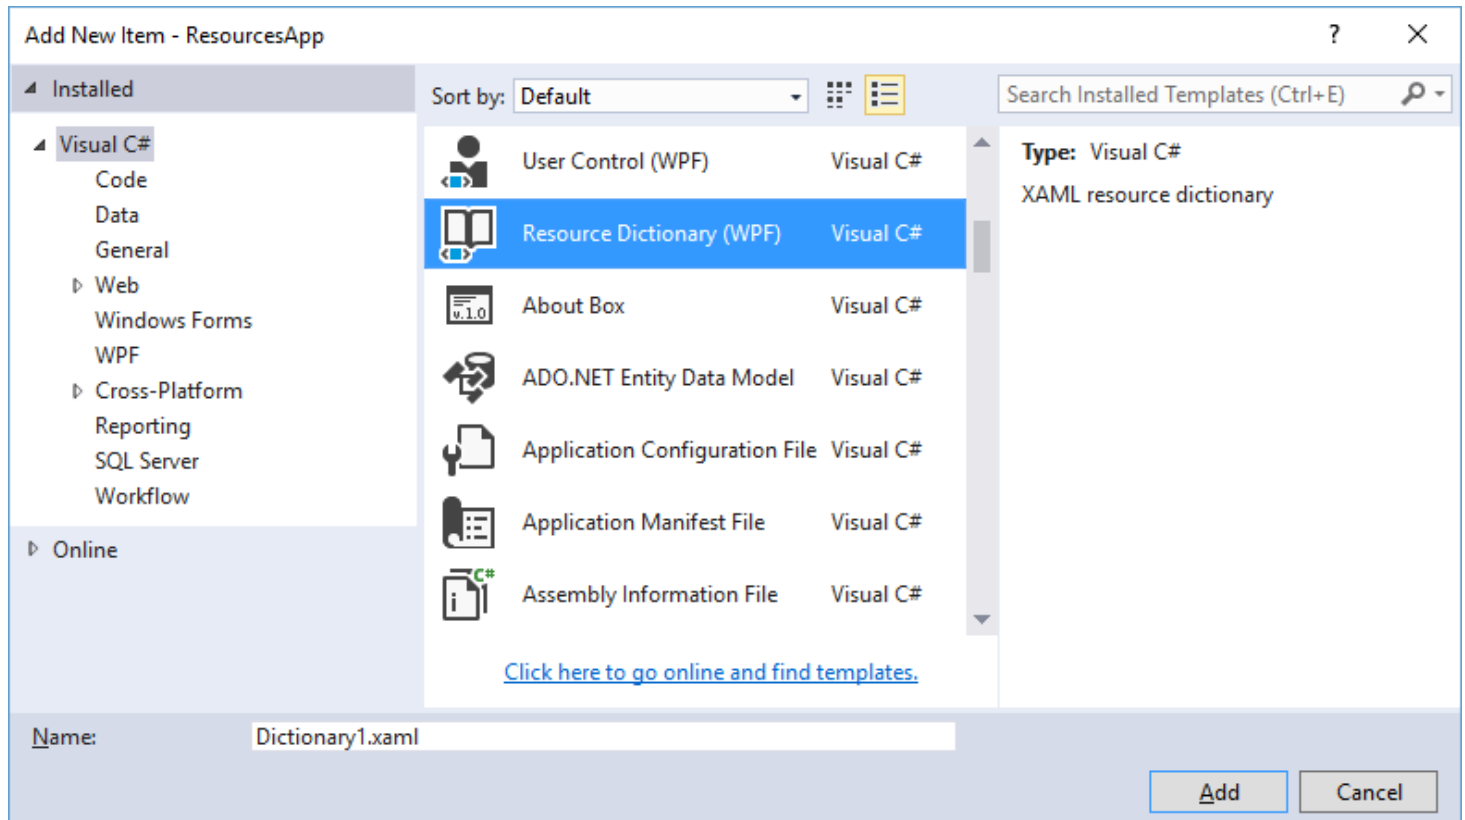 Add New Item - ResourcesApp
?
Installed
Sort by: Default
Search Installed Templates (Ctrl+E)
Visual C#
Code
Data
General
Web
Windows Forms
WPF
Cross-Platform
Reporting
SQL Server
Workflow
Online
User Control (WPF) Visual C#
Resource Dictionary (WPF) Visual C#
v.1.0
About Box Visual C#
ADO.NET Entity Data Model Visual C#
Application Configuration File Visual C#
Application Manifest File Visual C#
C#
i
Assembly Information File Visual C#
Click here to go online and find templates.
Type: Visual C#
XAML resource dictionary
Name: Dictionary1.xaml
Add Cancel